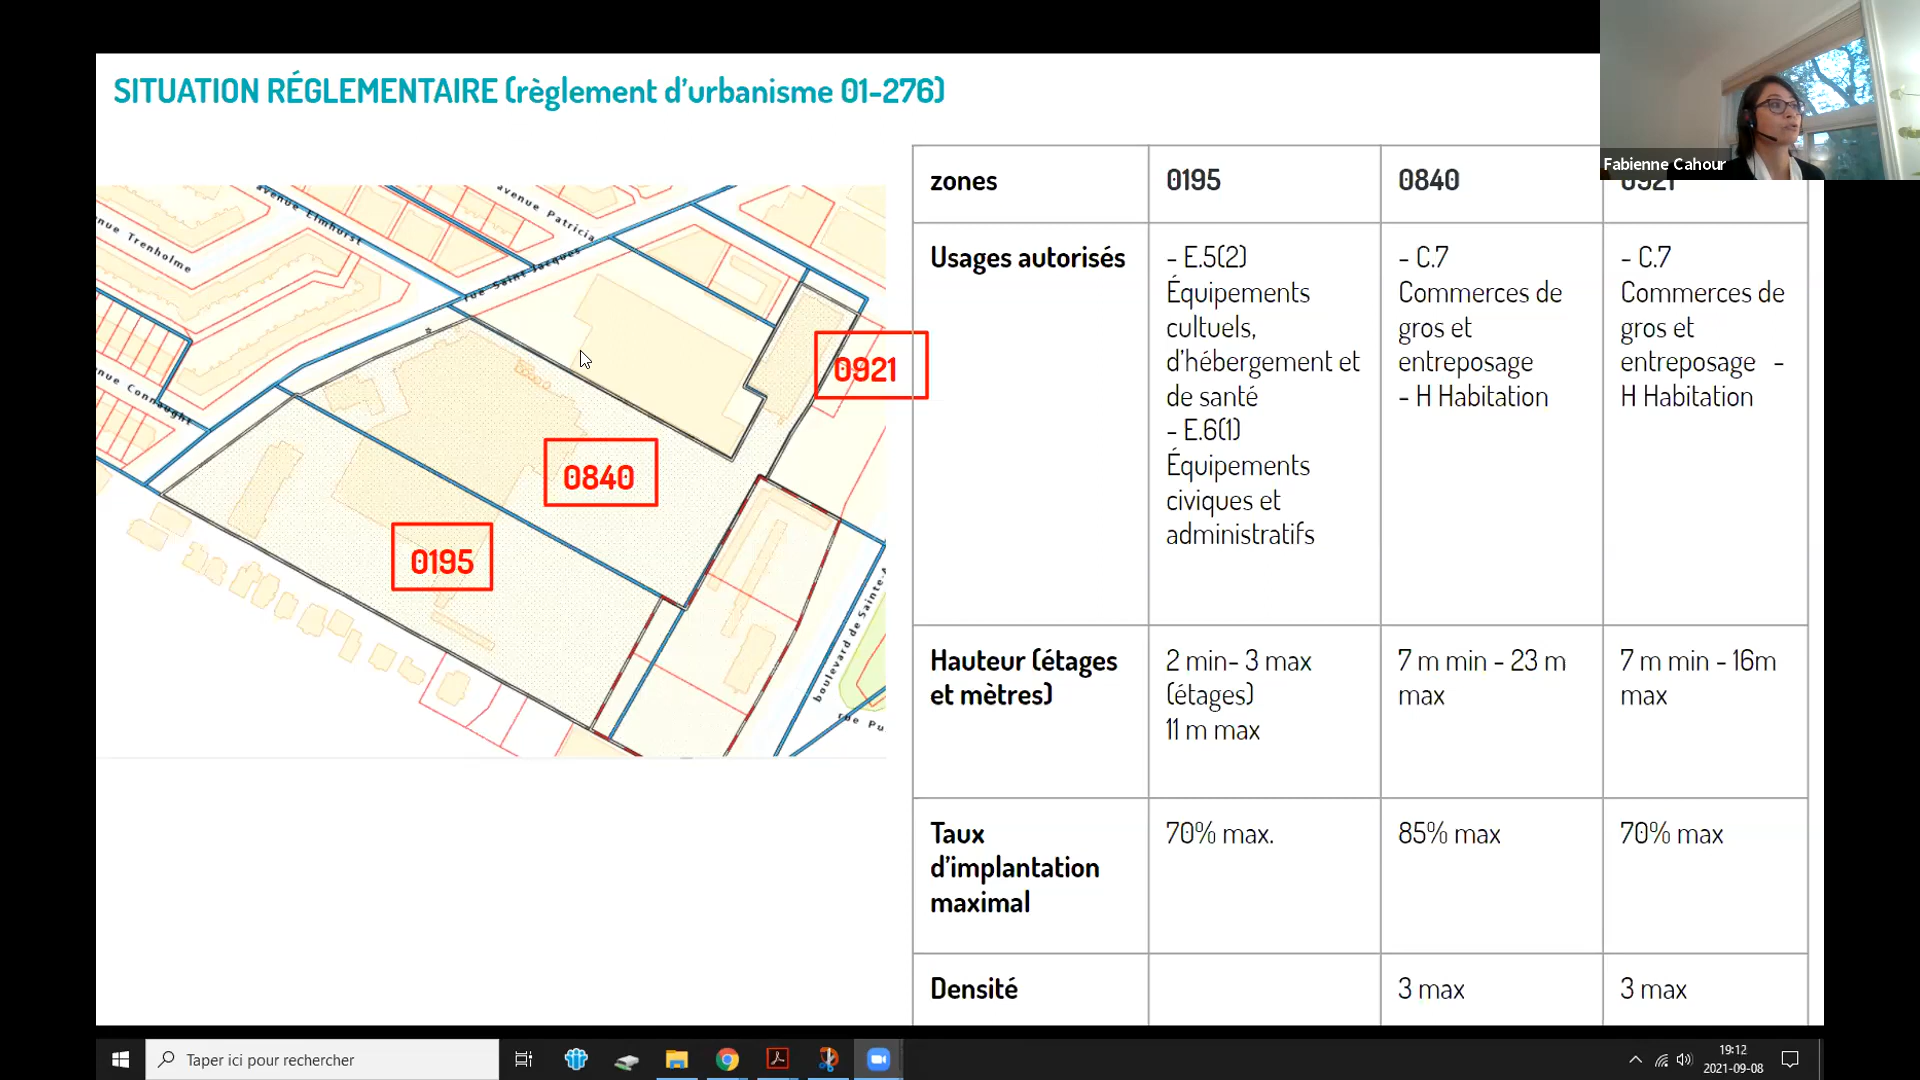 SITUATION RÉGLEMENTAIRE (règlement d'urbanisme 01-276)
Fabienne Cahour
zones
0195
0840
0921
Usages autorisés
- E.5(2)
Équipements
cultuels,
d'hébergement et
de santé
- E.6(1)
Équipements
civiques et
administratifs
- C.7
Commerces de
gros et
entreposage
- H Habitation
- C.7
Commerces de
gros et
entreposage -
H Habitation
Hauteur (étages
et mètres)
2 min- 3 max
(étages)
11 m max
7 m min - 23 m
max
7 m min - 16m
max
Taux
d'implantation
maximal
70% max.
85% max
70% max
Densité
3 max
3 max
avenue Elmhurst
avenue Patricia
nue Trenholme
rue Saint-Jacques
nue Connaught
0921
0840
0195
boulevard de Sainte-A
rue Pu
Taper ici pour rechercher
19:12
2021-09-08